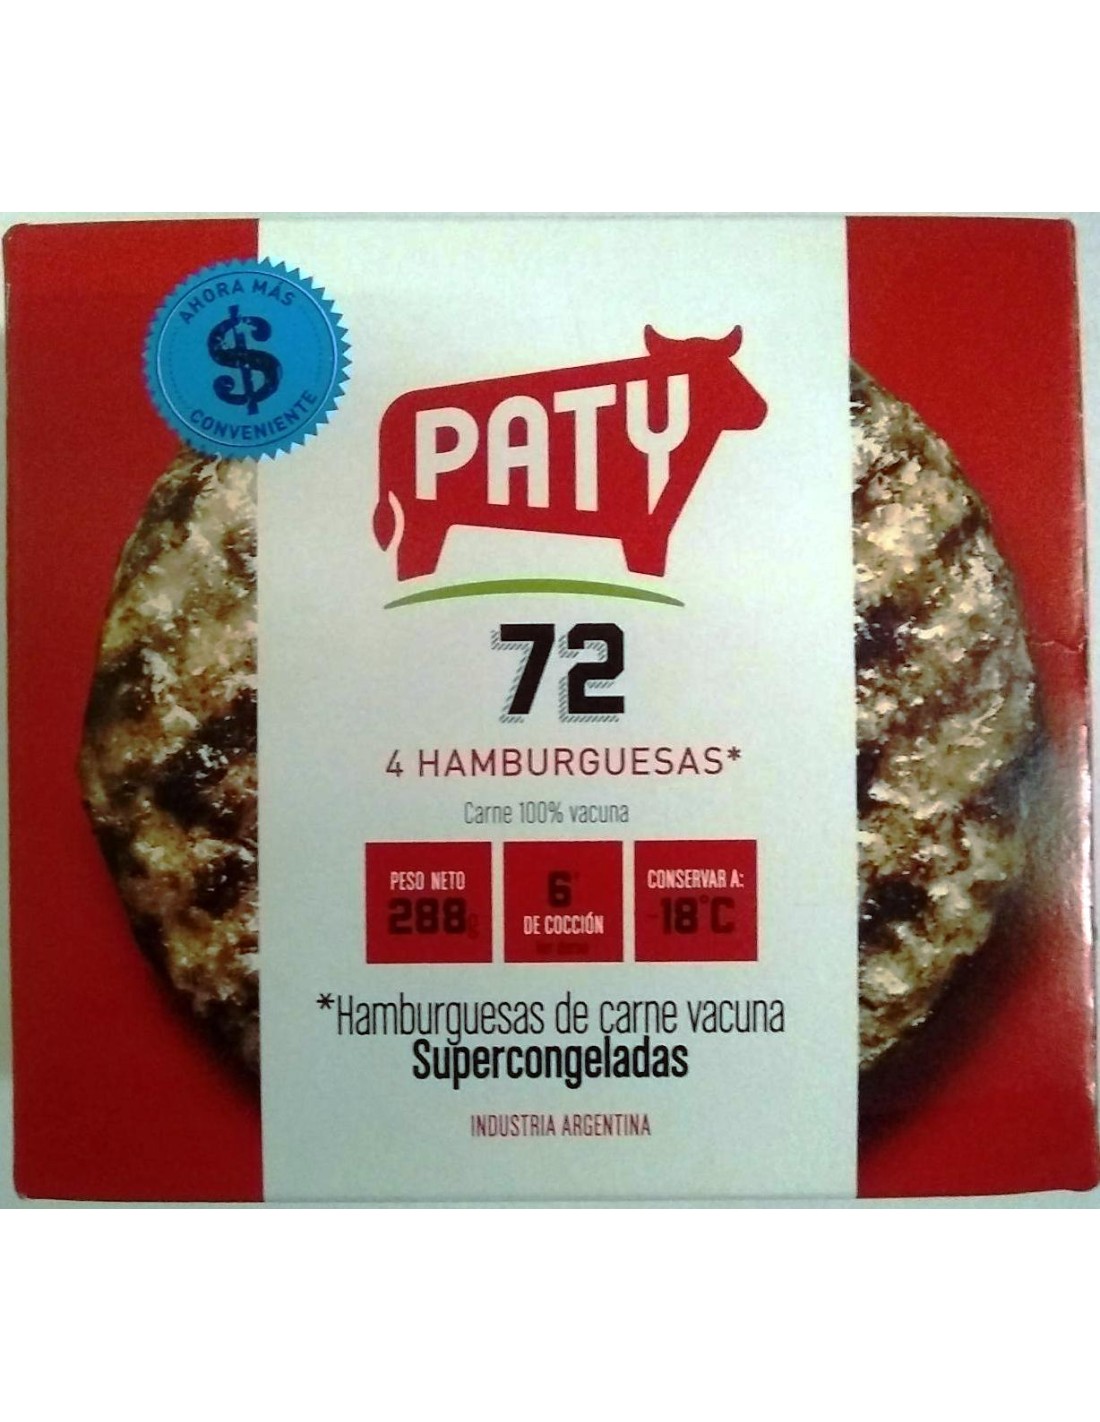 AHORA MÁS
$
CONVENIENTE
PATY
72
4 HAMBURGUESAS*
Carne 100% vacuna
PESO NETO
288g
6'
DE COCCIÓN
CONSERVAR A:
-18°C
*Hamburguesas de carne vacuna
Supercongeladas
INDUSTRIA ARGENTINA